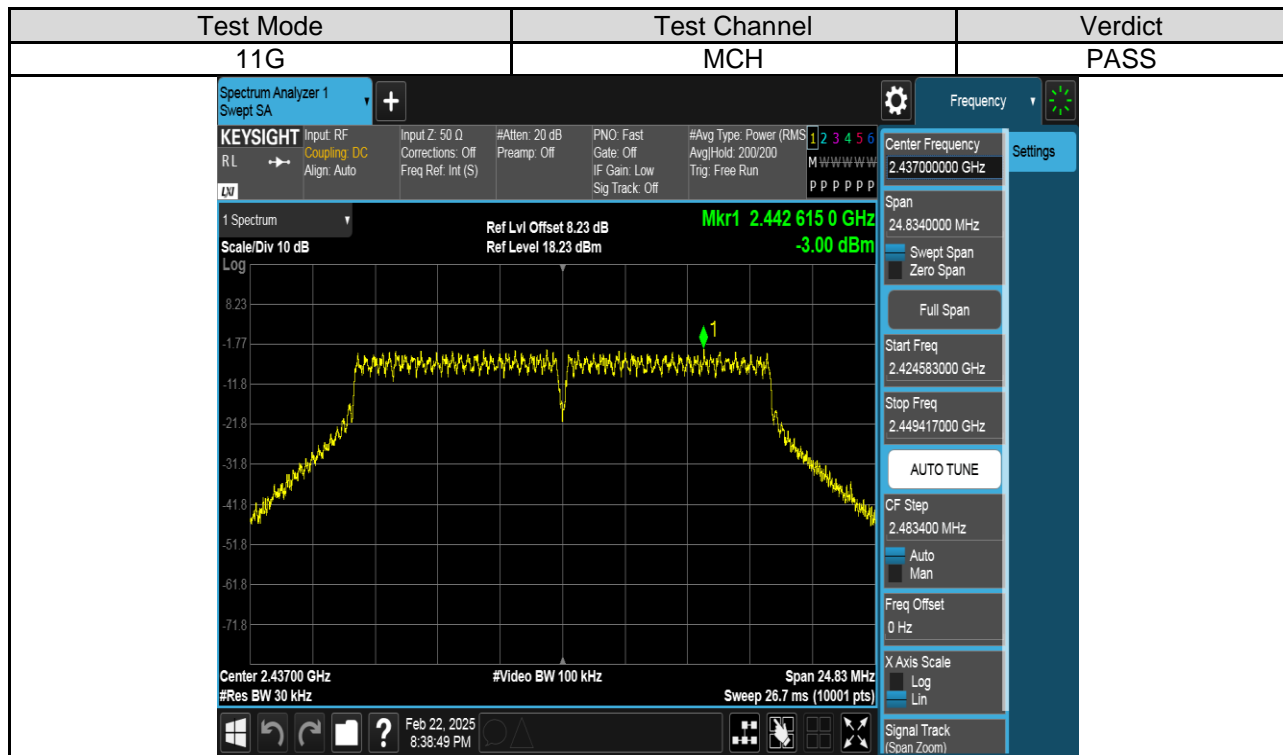 Test Mode Test Channel Verdict
11G MCH PASS
Spectrum Analyzer 1
Swept SA
+
Frequency
KEYSIGHT
RL
LXI
Input: RF
Coupling: DC
Align: Auto
Input Z: 50 Ω
Corrections: Off
Freq Ref: Int (S)
#Atten: 20 dB
Preamp: Off
PNO: Fast
Gate: Off
IF Gain: Low
Sig Track: Off
#Avg Type: Power (RMS
Avg|Hold: 200/200
Trig: Free Run
1 2 3 4 5 6
M W W W W W
P P P P P P
1 Spectrum
Scale/Div 10 dB
Ref Lvl Offset 8.23 dB
Ref Level 18.23 dBm
Mkr1 2.442 615 0 GHz
-3.00 dBm
Log
8.23
-1.77
-11.8
-21.8
-31.8
-41.8
-51.8
-61.8
-71.8
1
Center 2.43700 GHz
#Res BW 30 kHz
#Video BW 100 kHz
Span 24.83 MHz
Sweep 26.7 ms (10001 pts)
?
Feb 22, 2025
8:38:49 PM
Center Frequency
2.437000000 GHz
Settings
Span
24.8340000 MHz
Swept Span
Zero Span
Full Span
Start Freq
2.424583000 GHz
Stop Freq
2.449417000 GHz
AUTO TUNE
CF Step
2.483400 MHz
Auto
Man
Freq Offset
0 Hz
X Axis Scale
Log
Lin
Signal Track
(Span Zoom)